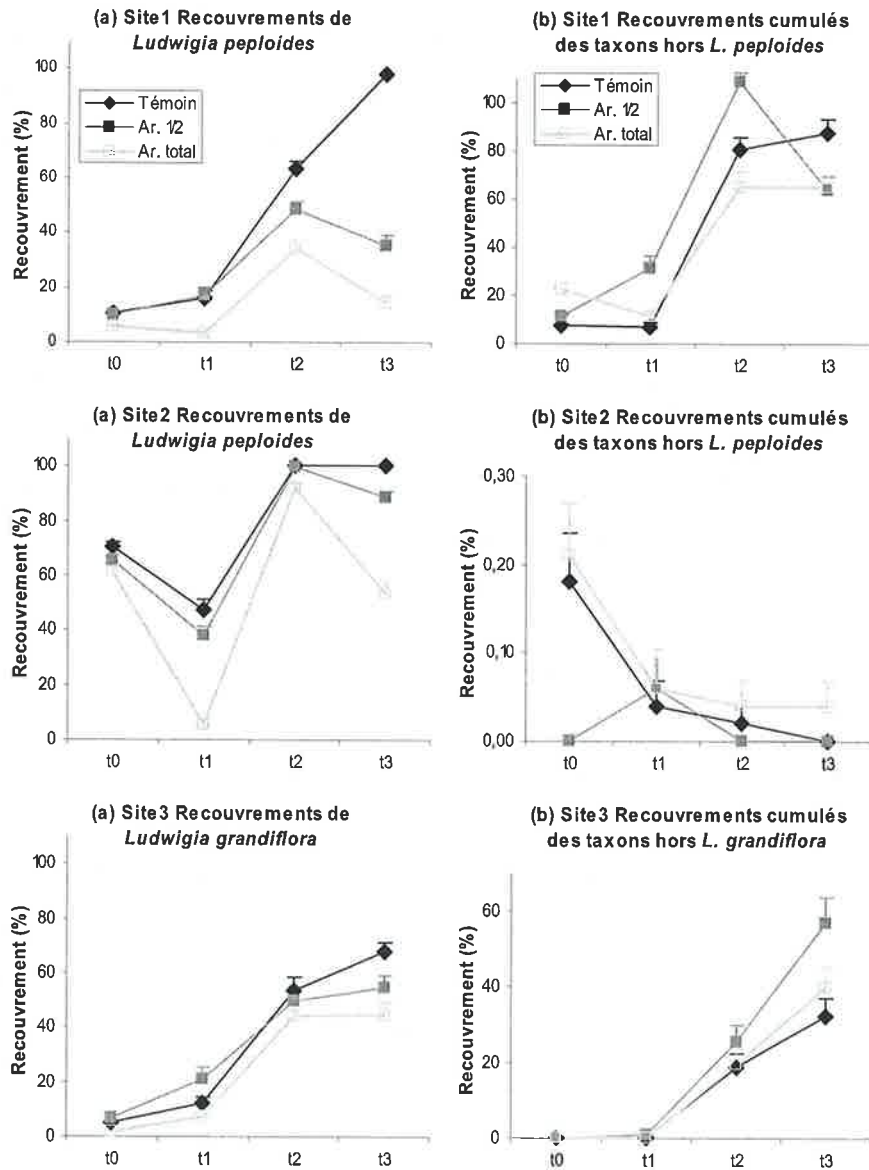 (a) Site1 Recouvrements de
Ludwigia peploides
Recouvrement (%)
100
80
60
40
20
0
Témoin
Ar. 1/2
Ar. total
t0 t1 t2 t3
(b) Site1 Recouvrements cumulés
des taxons hors L. peploides
Recouvrement (%)
100
80
60
40
20
0
Témoin
Ar. 1/2
Ar. total
t0 t1 t2 t3
(a) Site2 Recouvrements de
Ludwigia peploides
Recouvrement (%)
100
80
60
40
20
0
t0 t1 t2 t3
(b) Site2 Recouvrements cumulés
des taxons hors L. peploides
Recouvrement (%)
0,30
0,20
0,10
0,00
t0 t1 t2 t3
(a) Site3 Recouvrements de
Ludwigia grandiflora
Recouvrement (%)
100
80
60
40
20
0
t0 t1 t2 t3
(b) Site3 Recouvrements cumulés
des taxons hors L. grandiflora
Recouvrement (%)
60
40
20
0
t0 t1 t2 t3